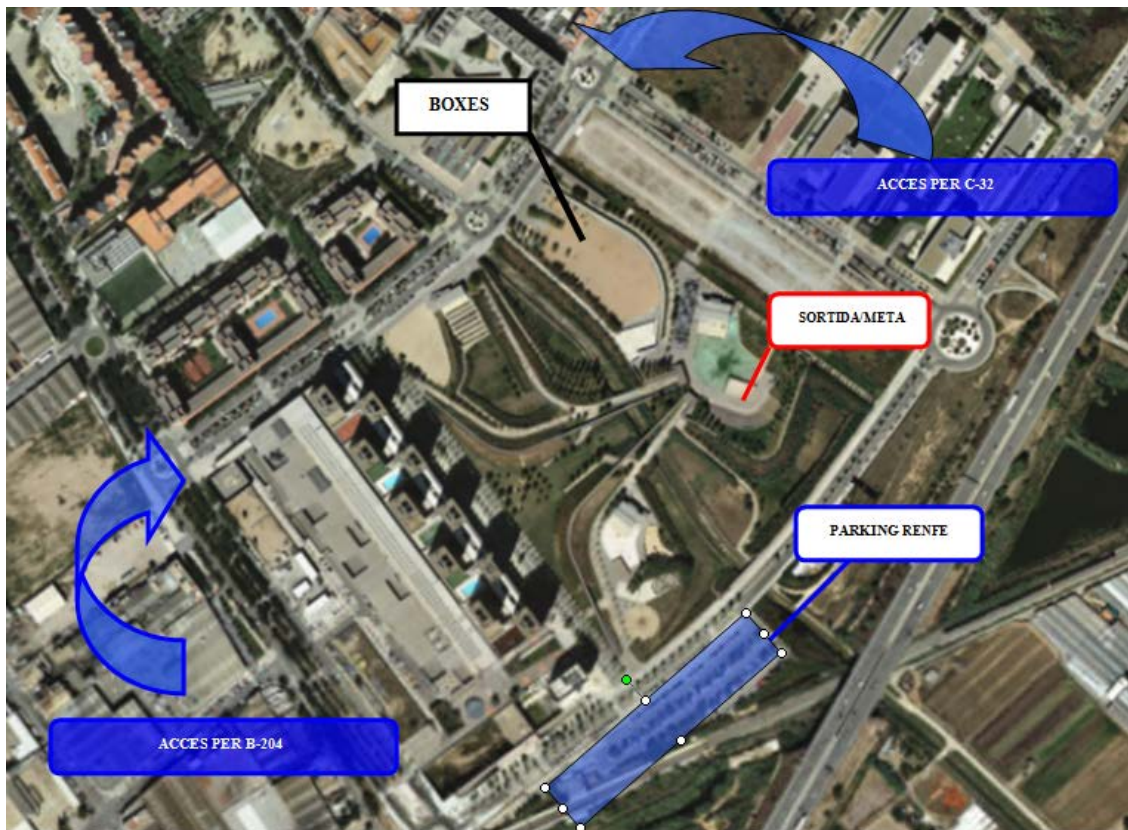 BOXES
ACCES PER C-32
SORTIDA/META
PARKING RENFE
ACCES PER B-204